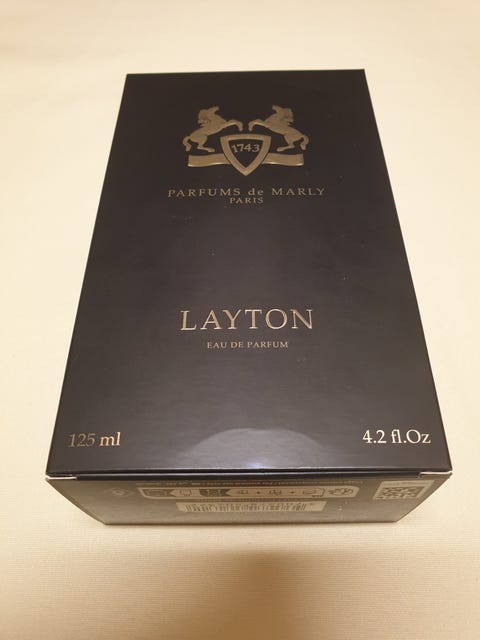 1743
PARFUMS de MARLY
PARIS
LAYTON
EAU DE PARFUM
125 ml
4.2 fl.Oz